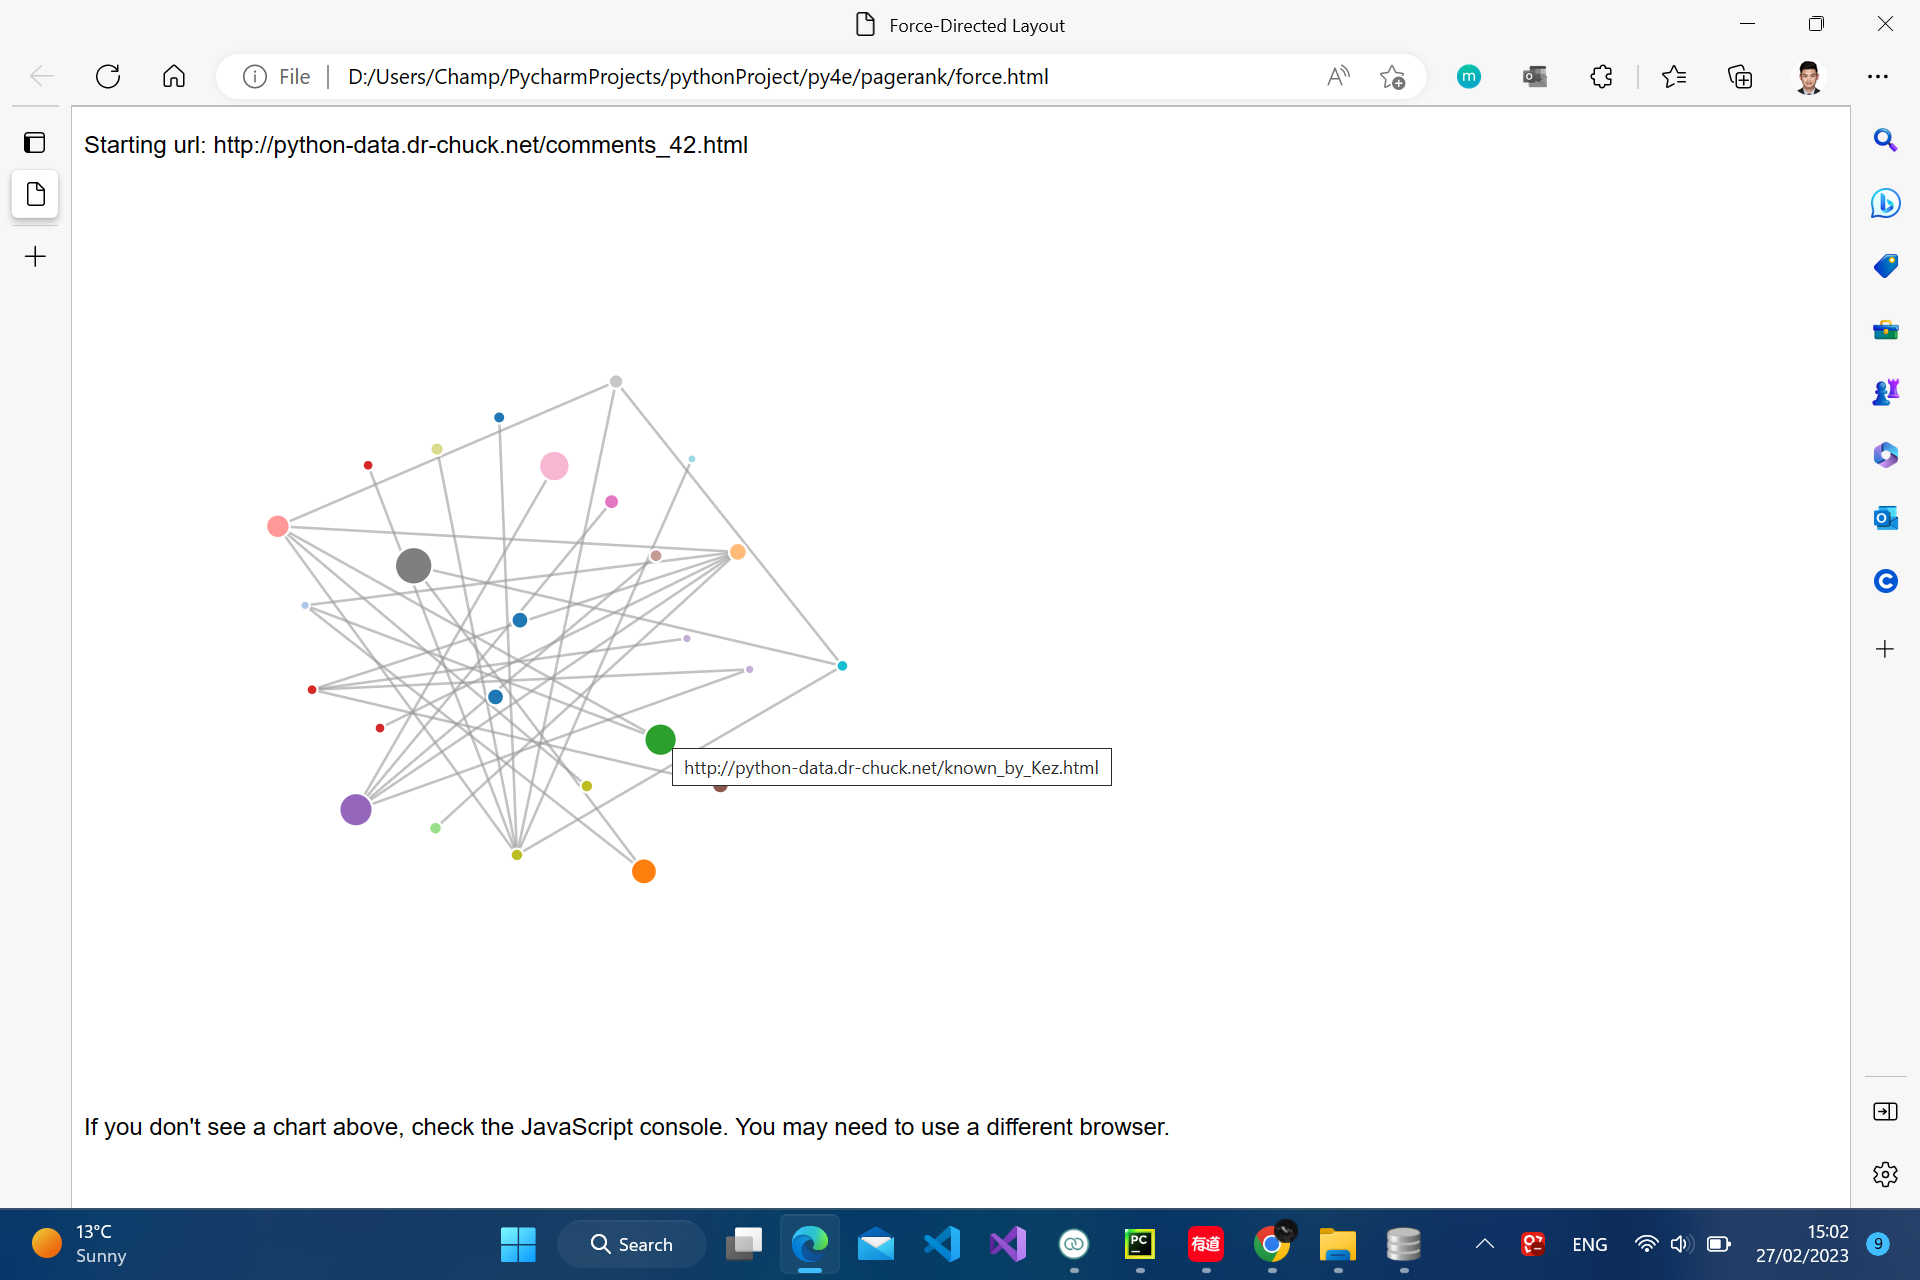 Force-Directed Layout
File
D:/Users/Champ/PycharmProjects/pythonProject/py4e/pagerank/force.html
m
Starting url: http://python-data.dr-chuck.net/comments_42.html
http://python-data.dr-chuck.net/known_by_Kez.html
If you don't see a chart above, check the JavaScript console. You may need to use a different browser.
13°C
Sunny
Search
PC
有道
ENG
15:02
27/02/2023
9